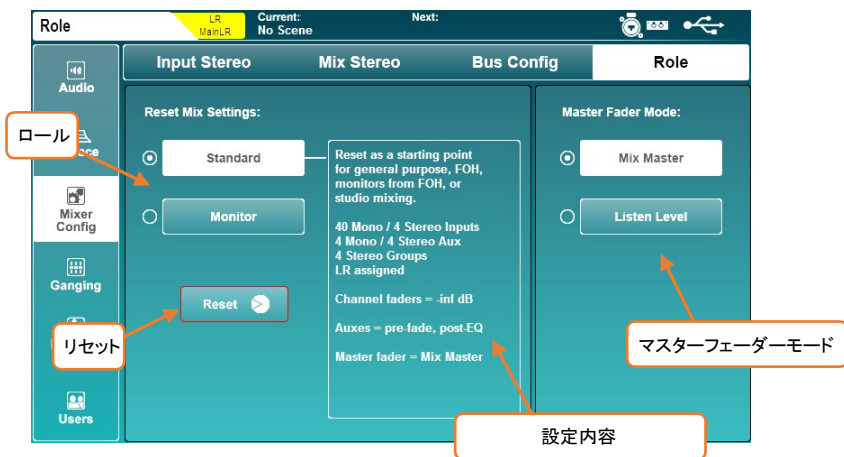 Role
LR
MainLR
Current:
No Scene
Next:
Input Stereo
Mix Stereo
Bus Config
Role
Audio
ce
Mixer
Config
Ganging
Users
ロール
リセット
Reset Mix Settings:
Standard
Monitor
Reset
Reset as a starting point
for general purpose, FOH,
monitors from FOH, or
studio mixing.
40 Mono / 4 Stereo Inputs
4 Mono / 4 Stereo Aux
4 Stereo Groups
LR assigned
Channel faders = -inf dB
Auxes = pre-fade, post-EQ
Master fader = Mix Master
Master Fader Mode:
Mix Master
Listen Level
マスターフェーダーモード
設定内容